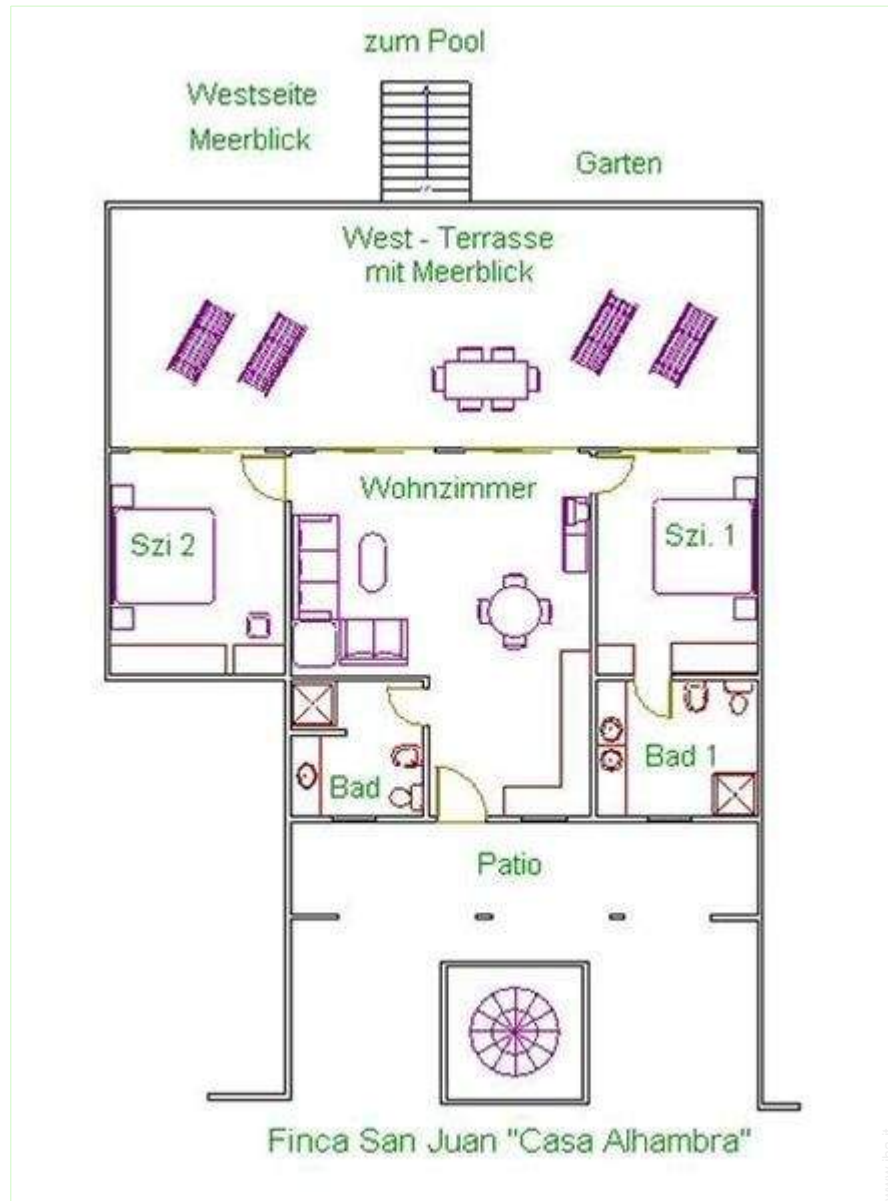 zum Pool
Westseite
Meerblick
Garten
West - Terrasse
mit Meerblick
Wohnzimmer
Szi 2
Szi. 1
Bad
Bad 1
Patio
Finca San Juan "Casa Alhambra"